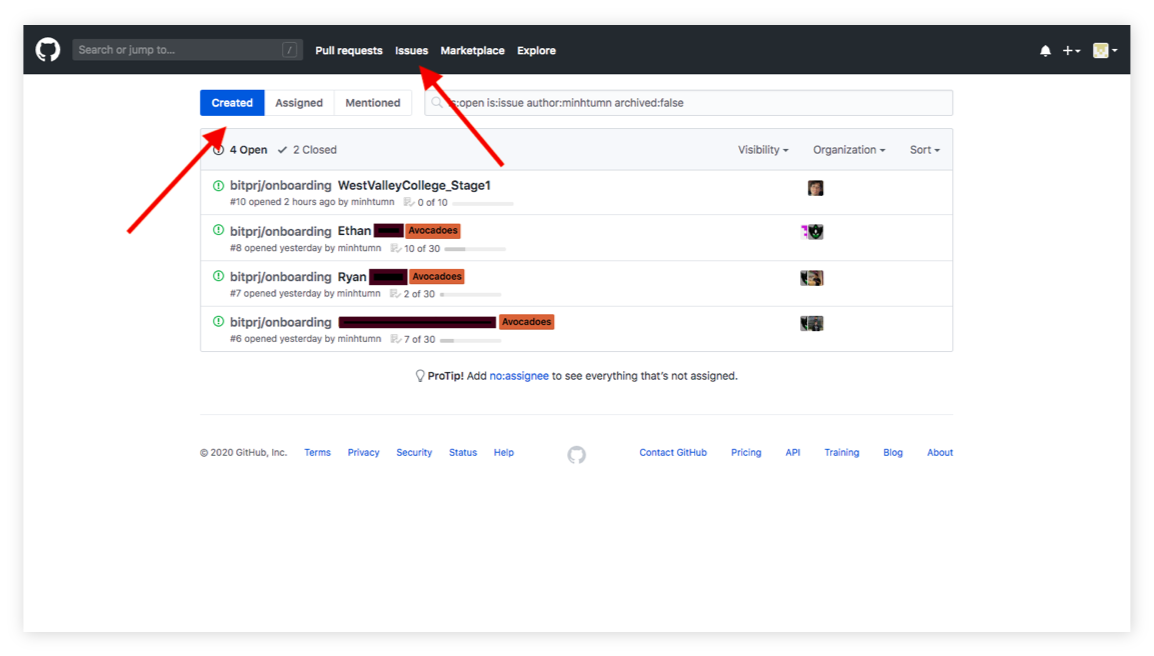 Search or jump to... / Pull requests Issues Marketplace Explore
Created Assigned Mentioned is:open is:issue author:minhtumn archived:false
4 Open 2 Closed Visibility Organization Sort
bitprj/onboarding WestValleyCollege_Stage1
#10 opened 2 hours ago by minhtumn 0 of 10
bitprj/onboarding Ethan Avocadoes
#8 opened yesterday by minhtumn 10 of 30
bitprj/onboarding Ryan Avocadoes
#7 opened yesterday by minhtumn 2 of 30
bitprj/onboarding Avocadoes
#6 opened yesterday by minhtumn 7 of 30
ProTip! Add no:assignee to see everything that's not assigned.
© 2020 GitHub, Inc. Terms Privacy Security Status Help Contact GitHub Pricing API Training Blog About